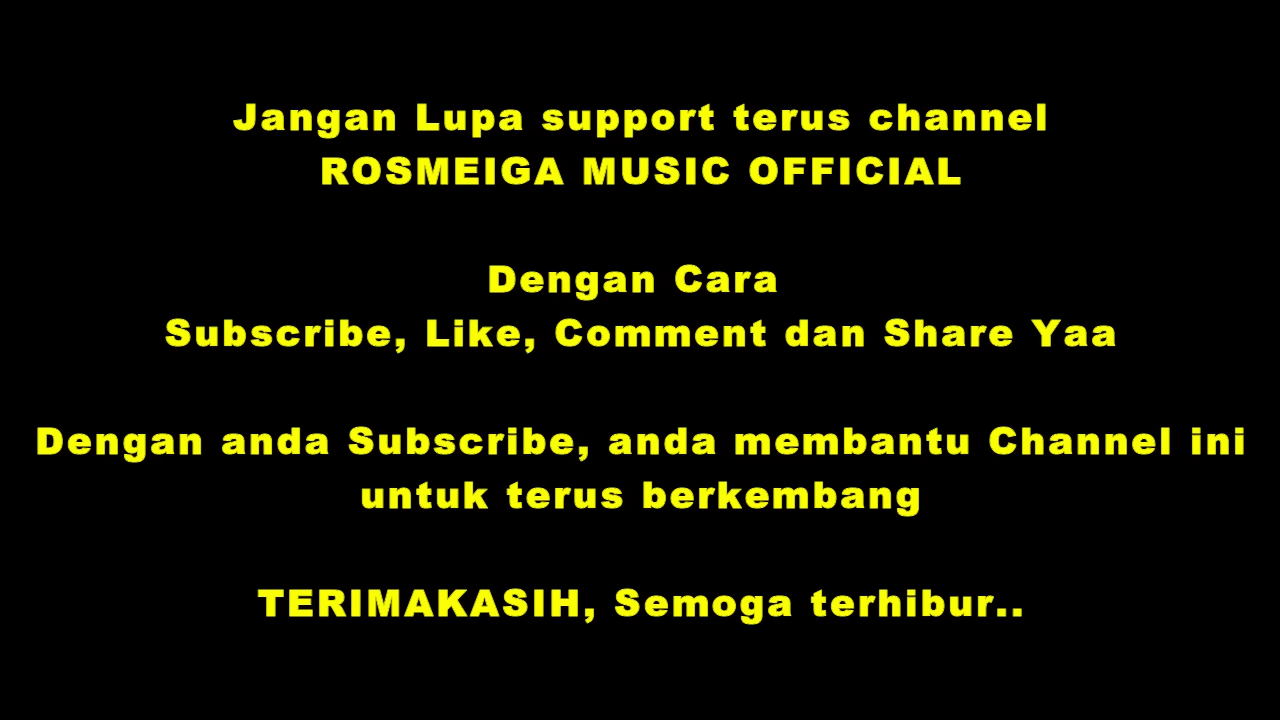 Jangan Lupa support terus channel
ROSMEIGA MUSIC OFFICIAL
Dengan Cara
Subscribe, Like, Comment dan Share Yaa
Dengan anda Subscribe, anda membantu Channel ini
untuk terus berkembang
TERIMAKASIH, Semoga terhibur..